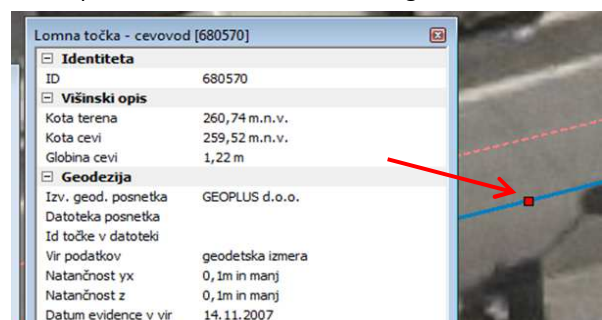 Lomna točka - cevovod [680570]
Identiteta
ID 680570
Višinski opis
Kota terena 260,74 m.n.v.
Kota cevi 259,52 m.n.v.
Globina cevi 1,22 m
Geodezija
Izv. geod. posnetka GEOPLUS d.o.o.
Datoteka posnetka
Id točke v datoteki
Vir podatkov geodetska izmera
Natančnost yx 0,1m in manj
Natančnost z 0,1m in manj
Datum evidence v vir 14.11.2007